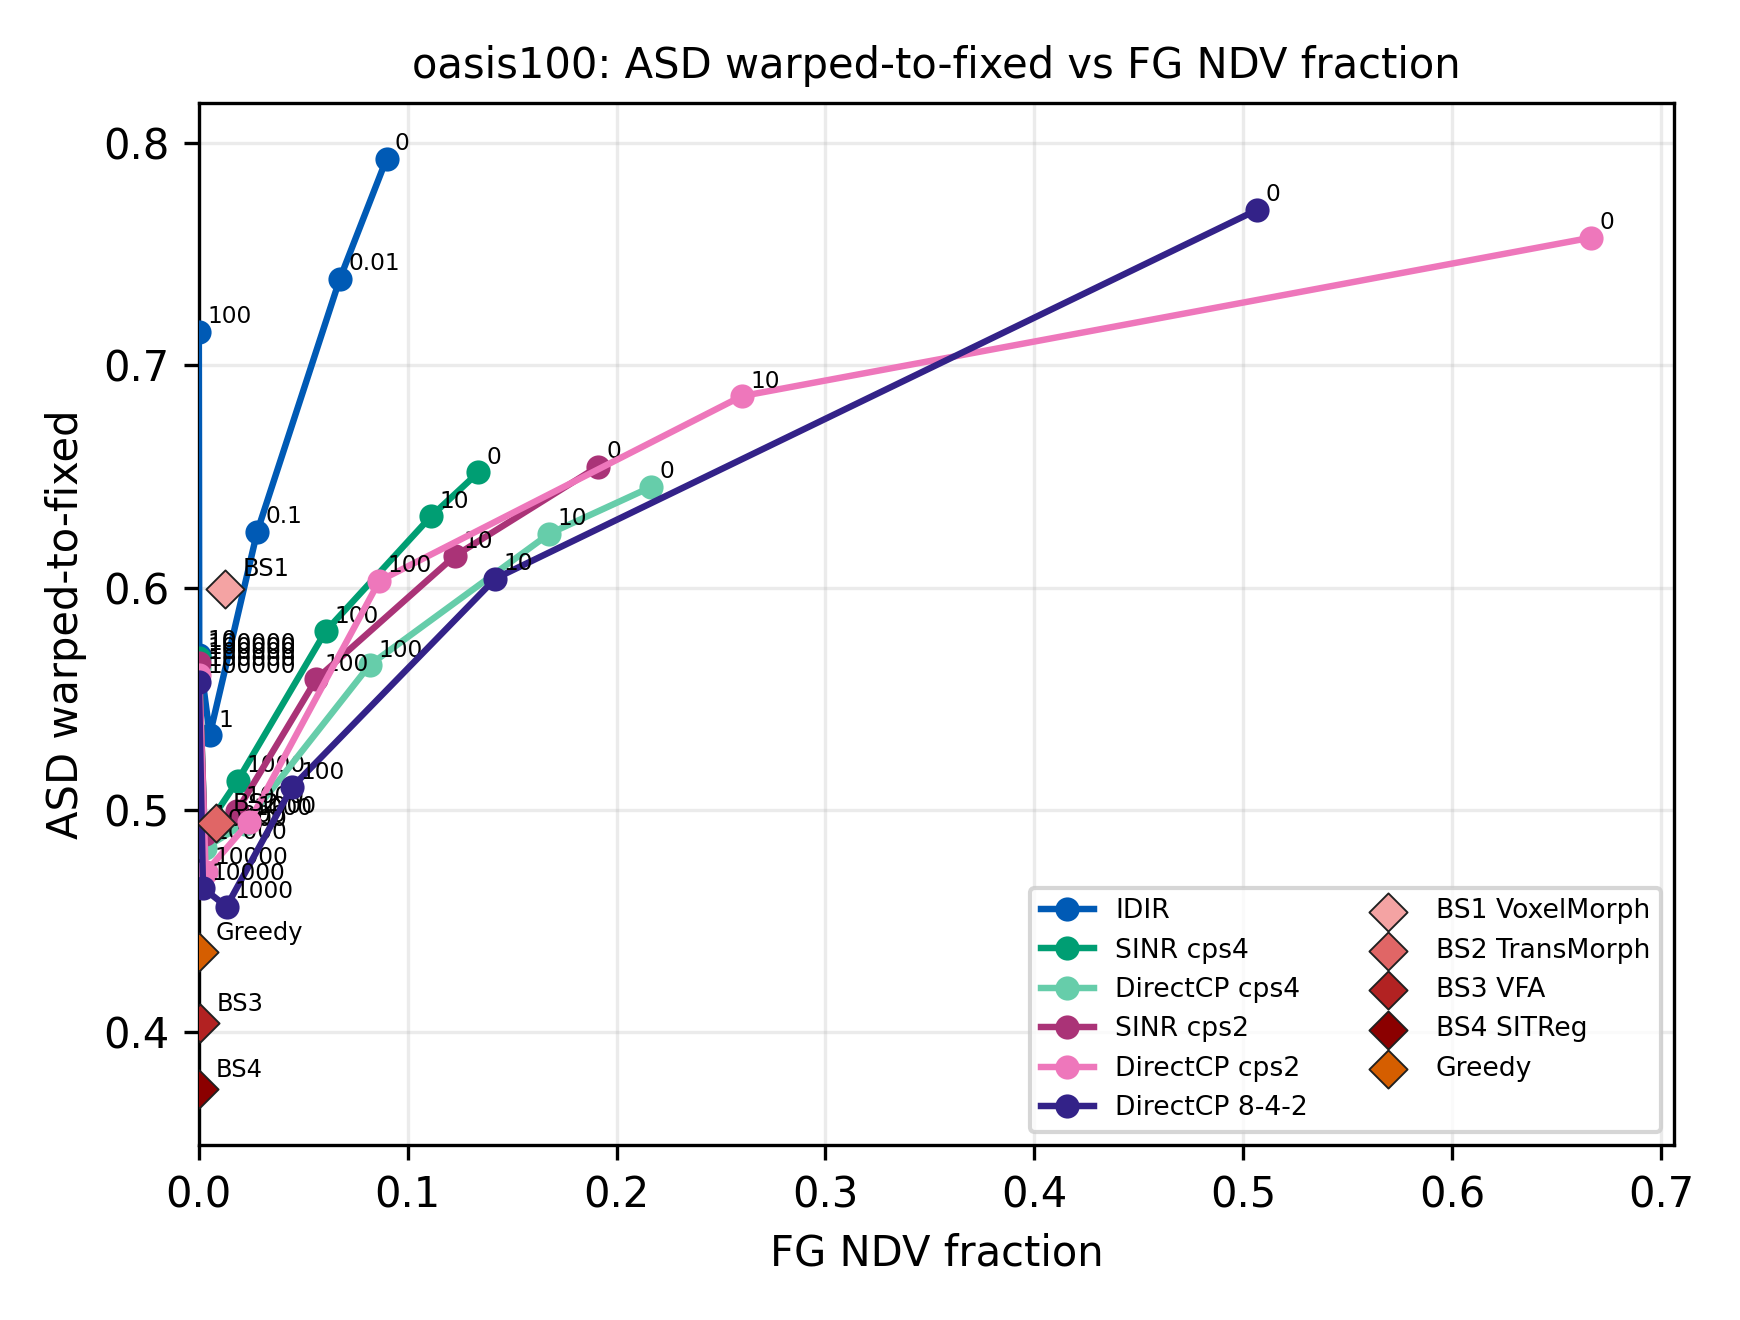 oasis100: ASD warped-to-fixed vs FG NDV fraction
ASD warped-to-fixed
0.8
0.7
0.6
0.5
0.4
0
0.01
100
0.1
BS1
1
0
0
10
0
0
0
10
10
10
10
100
100
100
100
100
100000
1000
10000
10000
1000
Greedy
BS3
BS4
IDIR
SINR cps4
DirectCP cps4
SINR cps2
DirectCP cps2
DirectCP 8-4-2
BS1 VoxelMorph
BS2 TransMorph
BS3 VFA
BS4 SITReg
Greedy
0.0
0.1
0.2
0.3
0.4
0.5
0.6
0.7
FG NDV fraction